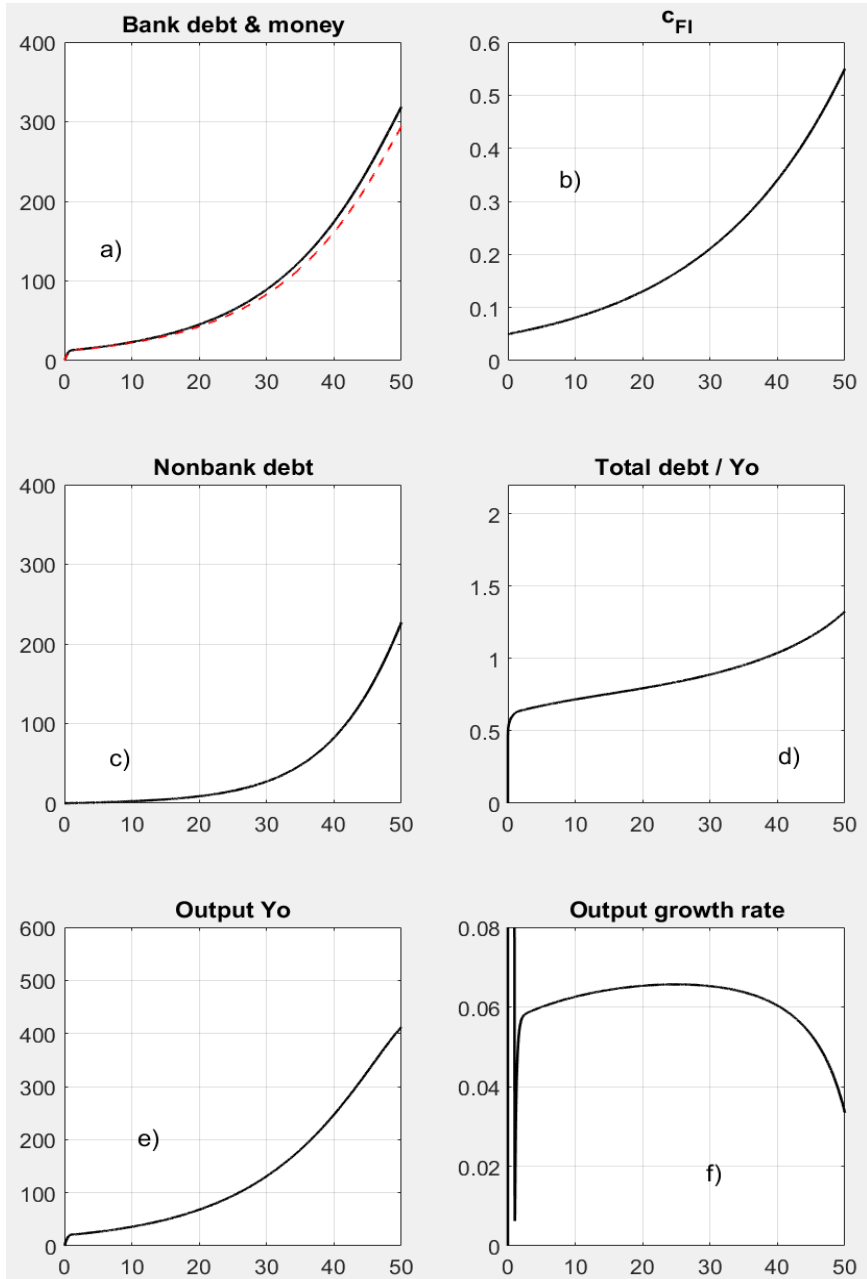 Bank debt & money
400
300
200
100
0
a)
0 10 20 30 40 50
c_FI
0.6
0.5
0.4
0.3
0.2
0.1
0
b)
0 10 20 30 40 50
Nonbank debt
400
300
200
100
0
c)
0 10 20 30 40 50
Total debt / Yo
2
1.5
1
0.5
0
d)
0 10 20 30 40 50
Output Yo
600
500
400
300
200
100
0
e)
0 10 20 30 40 50
Output growth rate
0.08
0.06
0.04
0.02
0
f)
0 10 20 30 40 50